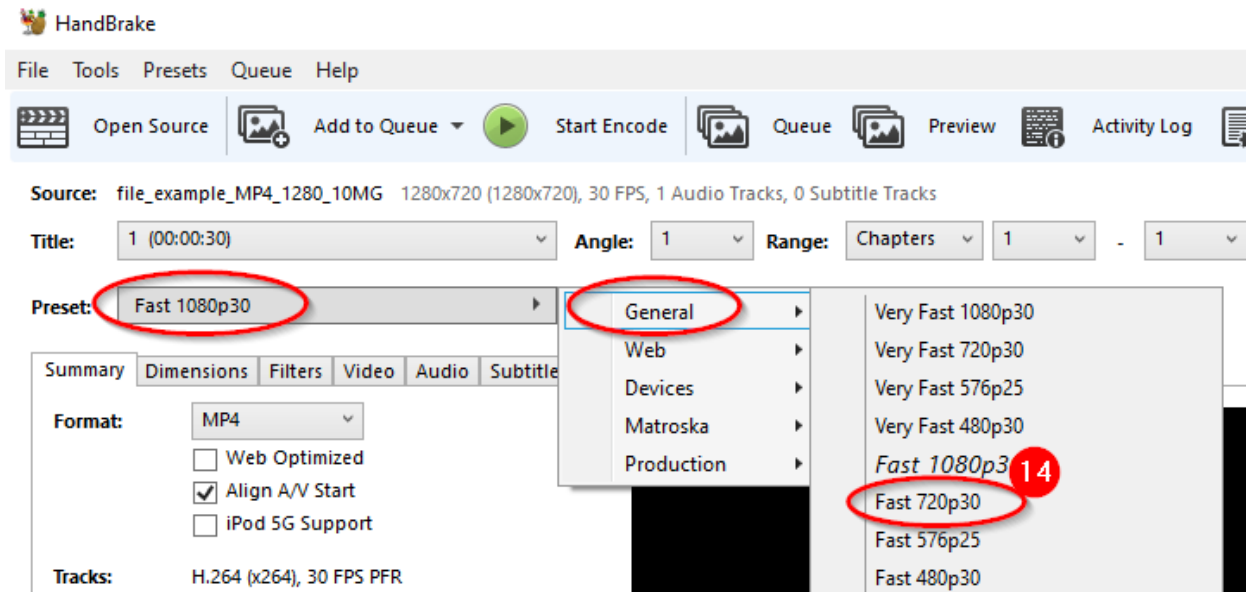 HandBrake
File Tools Presets Queue Help
Open Source Add to Queue Start Encode Queue Preview Activity Log
Source: file_example_MP4_1280_10MG 1280x720 (1280x720), 30 FPS, 1 Audio Tracks, 0 Subtitle Tracks
Title: 1 (00:00:30) Angle: 1 Range: Chapters 1 - 1
Preset: Fast 1080p30
General
Web
Devices
Matroska
Production
Very Fast 1080p30
Very Fast 720p30
Very Fast 576p25
Very Fast 480p30
Fast 1080p3
14
Fast 720p30
Fast 576p25
Fast 480p30
Summary Dimensions Filters Video Audio Subtitle
Format: MP4
Web Optimized
Align A/V Start
iPod 5G Support
Tracks: H.264 (x264), 30 FPS PFR